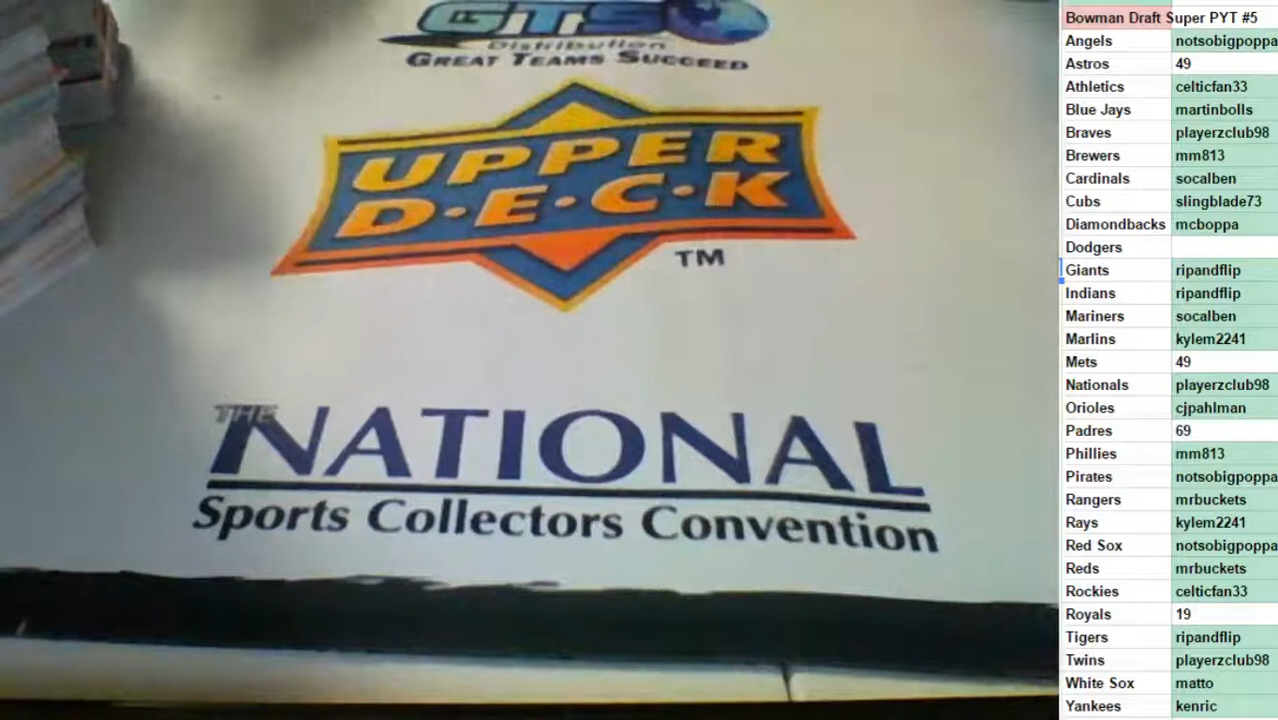 GTS
Distribution
GREAT TEAMS SUCCEED
UPPER
D·E·C·K
TM
THE
NATIONAL
Sports Collectors Convention
Bowman Draft Super PYT #5
Angels notsobigpoppa
Astros 49
Athletics celticfan33
Blue Jays martinbolls
Braves playerzclub98
Brewers mm813
Cardinals socalben
Cubs slingblade73
Diamondbacks mcboppa
Dodgers
Giants ripandflip
Indians ripandflip
Mariners socalben
Marlins kylem2241
Mets 49
Nationals playerzclub98
Orioles cjpahlman
Padres 69
Phillies mm813
Pirates notsobigpoppa
Rangers mrbuckets
Rays kylem2241
Red Sox notsobigpoppa
Reds mrbuckets
Rockies celticfan33
Royals 19
Tigers ripandflip
Twins playerzclub98
White Sox matto
Yankees kenric